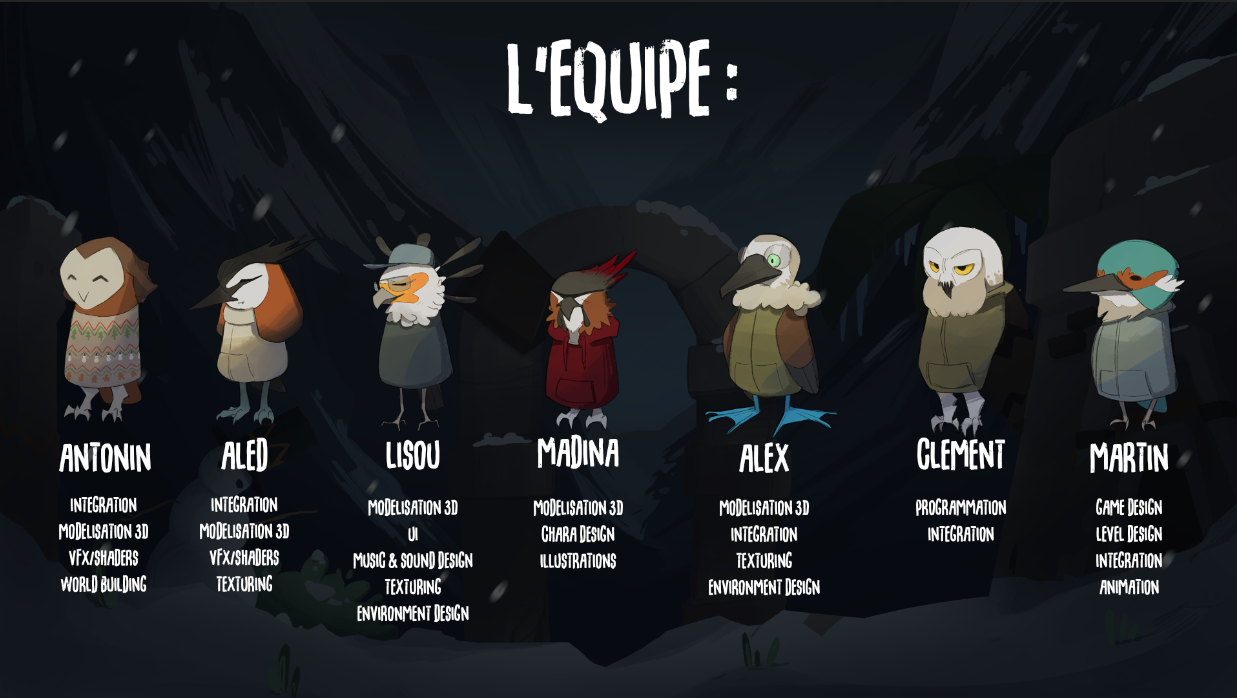 L'EQUIPE :
ANTONIN
INTEGRATION
MODELISATION 3D
VFX/SHADERS
WORLD BUILDING
ALED
INTEGRATION
MODELISATION 3D
VFX/SHADERS
TEXTURING
LISOU
MODELISATION 3D
UI
MUSIC & SOUND DESIGN
TEXTURING
ENVIRONMENT DESIGN
MADINA
MODELISATION 3D
CHARA DESIGN
ILLUSTRATIONS
ALEX
MODELISATION 3D
INTEGRATION
TEXTURING
ENVIRONMENT DESIGN
CLEMENT
PROGRAMMATION
INTEGRATION
MARTIN
GAME DESIGN
LEVEL DESIGN
INTEGRATION
ANIMATION